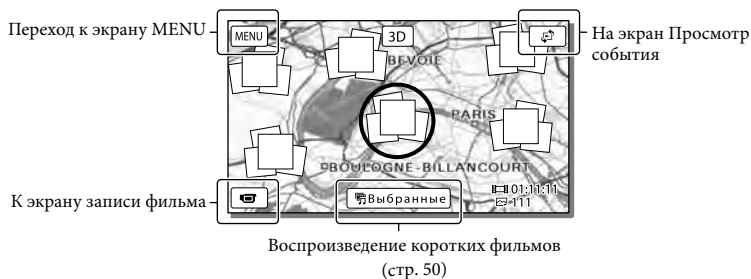 Переход к экрану MENU
MENU
3D
На экран Просмотр
события
BEVOIE
PARIS
BOULOGNE-BILLANCOURT
К экрану записи фильма
Выбранные
01:11:11
111
Воспроизведение коротких фильмов
(стр. 50)